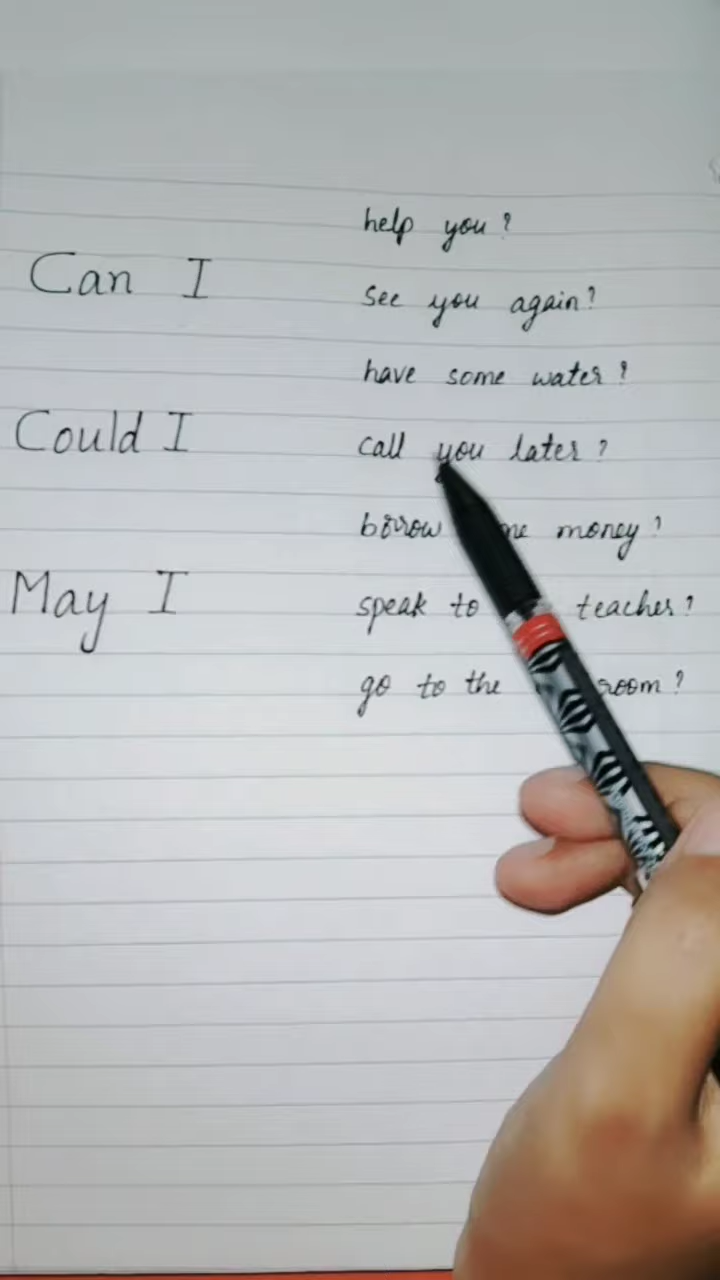 help you?
Can I
see you again?
have some water?
Could I
call you later?
borrow money?
May I
speak to teacher?
go to the room?